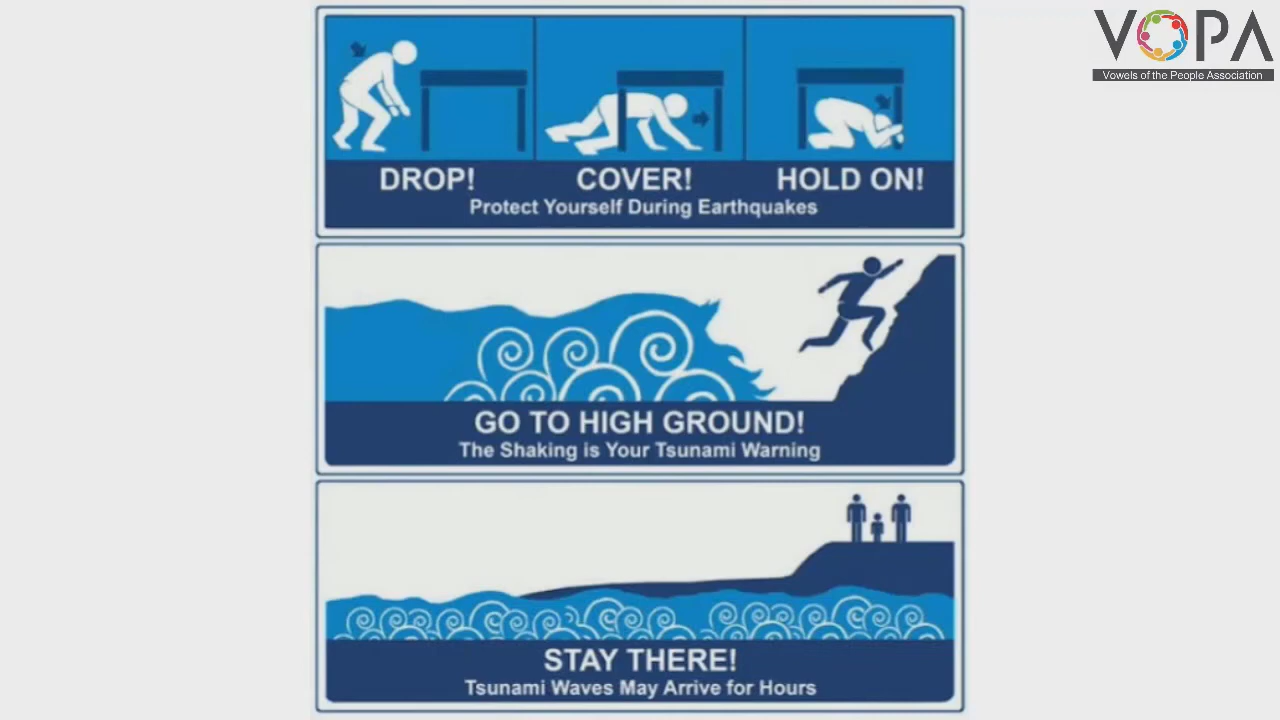 VOPA
Vowels of the People Association
DROP! COVER! HOLD ON!
Protect Yourself During Earthquakes
GO TO HIGH GROUND!
The Shaking is Your Tsunami Warning
STAY THERE!
Tsunami Waves May Arrive for Hours